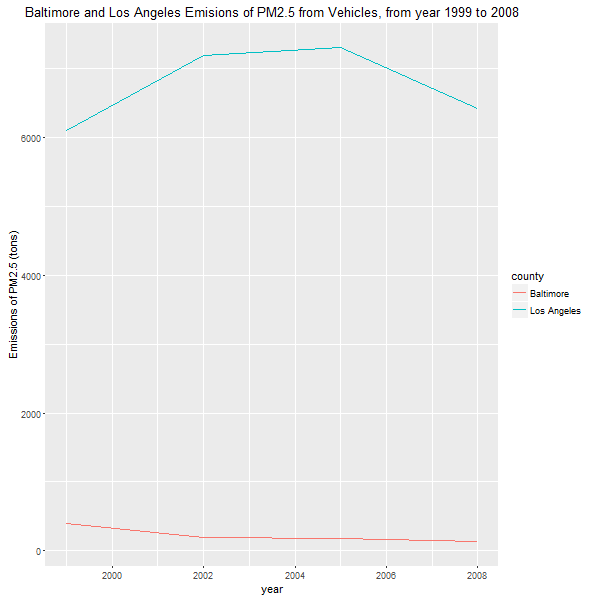 Baltimore and Los Angeles Emisions of PM2.5 from Vehicles, from year 1999 to 2008
Emissions of PM2.5 (tons)
6000
4000
2000
0
2000
2002
2004
2006
2008
year
county
Baltimore
Los Angeles